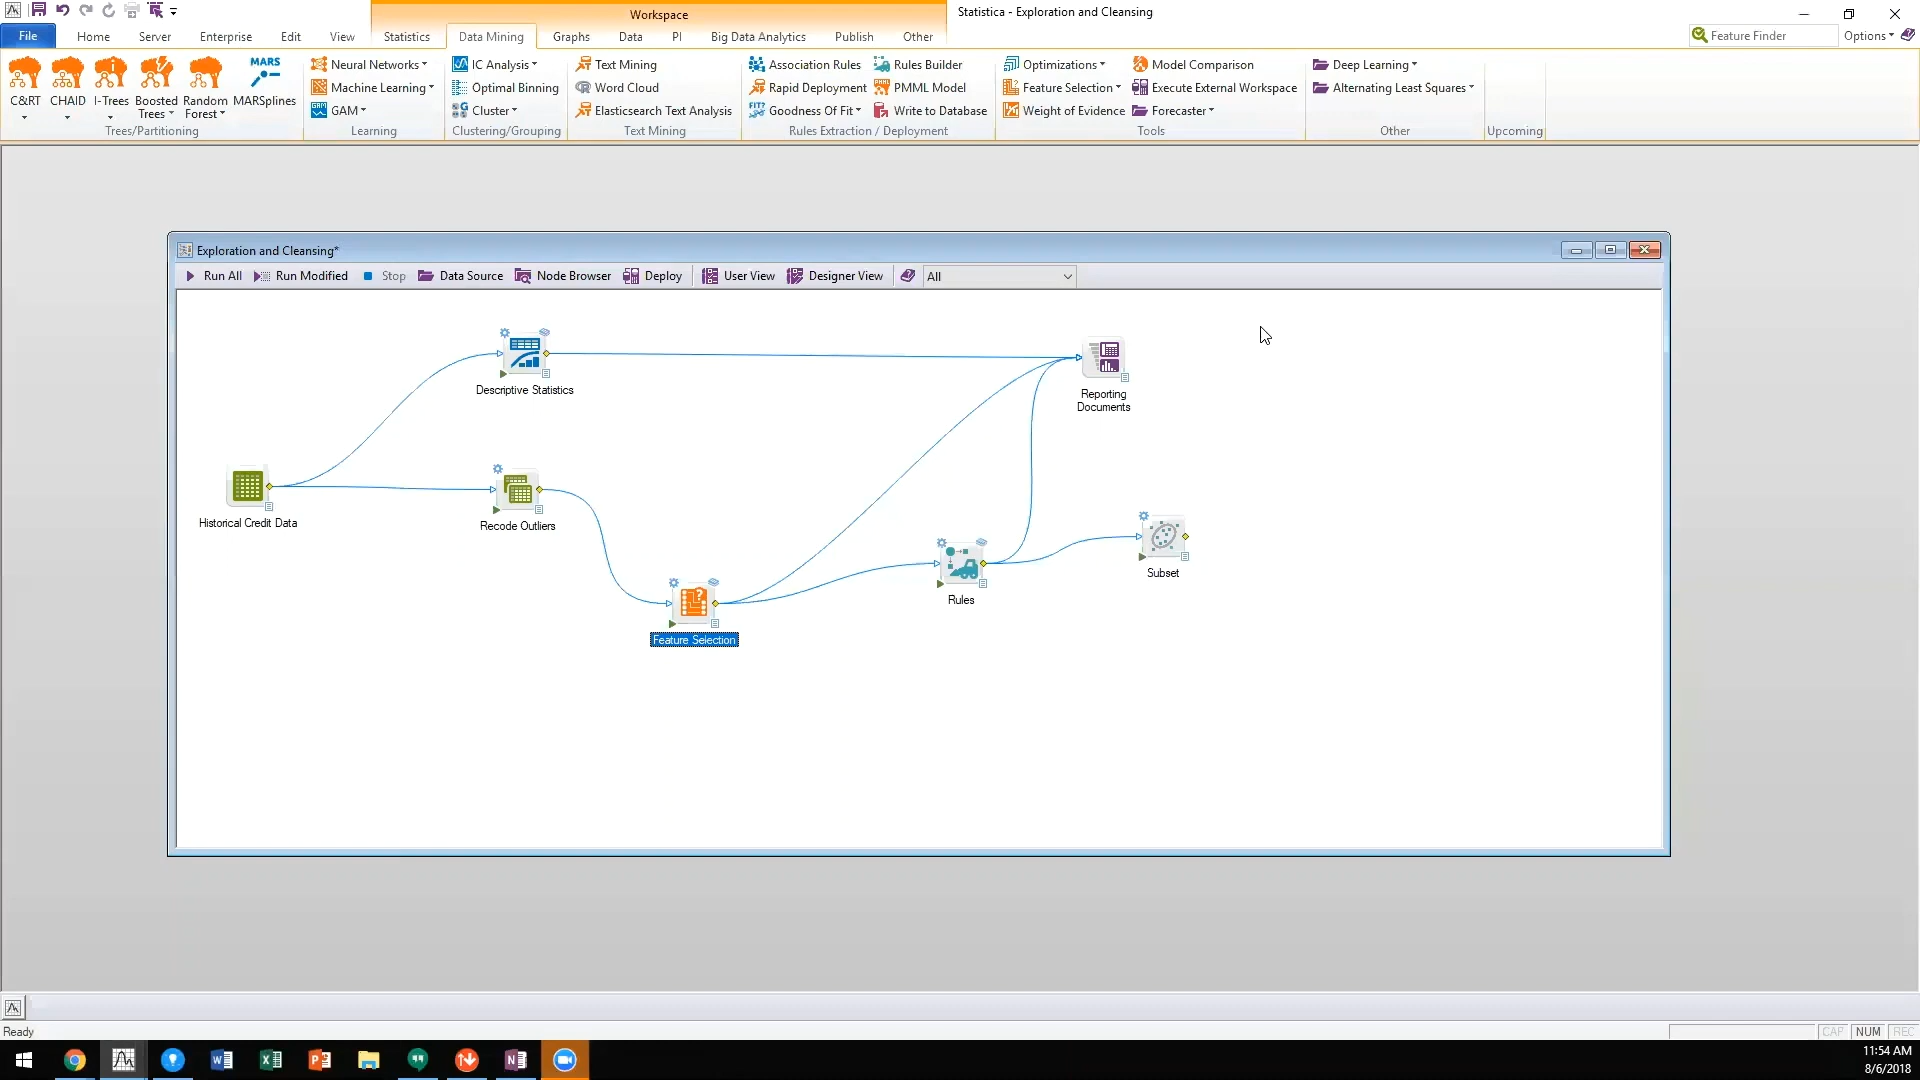 Workspace
Statistica - Exploration and Cleansing
File Home Server Enterprise Edit View Statistics Data Mining Graphs Data PI Big Data Analytics Publish Other
Feature Finder
Options
C&RT CHAID I-Trees Boosted Trees Random Forest MARSplines
MARS
Trees/Partitioning
Neural Networks
Machine Learning
GAM
Learning
IC Analysis
Optimal Binning
Cluster
Clustering/Grouping
Text Mining
Word Cloud
Elasticsearch Text Analysis
Text Mining
Association Rules
Rapid Deployment
Goodness Of Fit
Rules Builder
PMML Model
Write to Database
Rules Extraction / Deployment
Optimizations
Feature Selection
Weight of Evidence
Model Comparison
Execute External Workspace
Forecaster
Tools
Deep Learning
Alternating Least Squares
Other
Upcoming
Exploration and Cleansing*
Run All Run Modified Stop Data Source Node Browser Deploy User View Designer View All
Descriptive Statistics
Reporting
Documents
Historical Credit Data
Recode Outliers
Subset
Rules
Feature Selection
Ready
CAP NUM REC
11:54 AM
8/6/2018